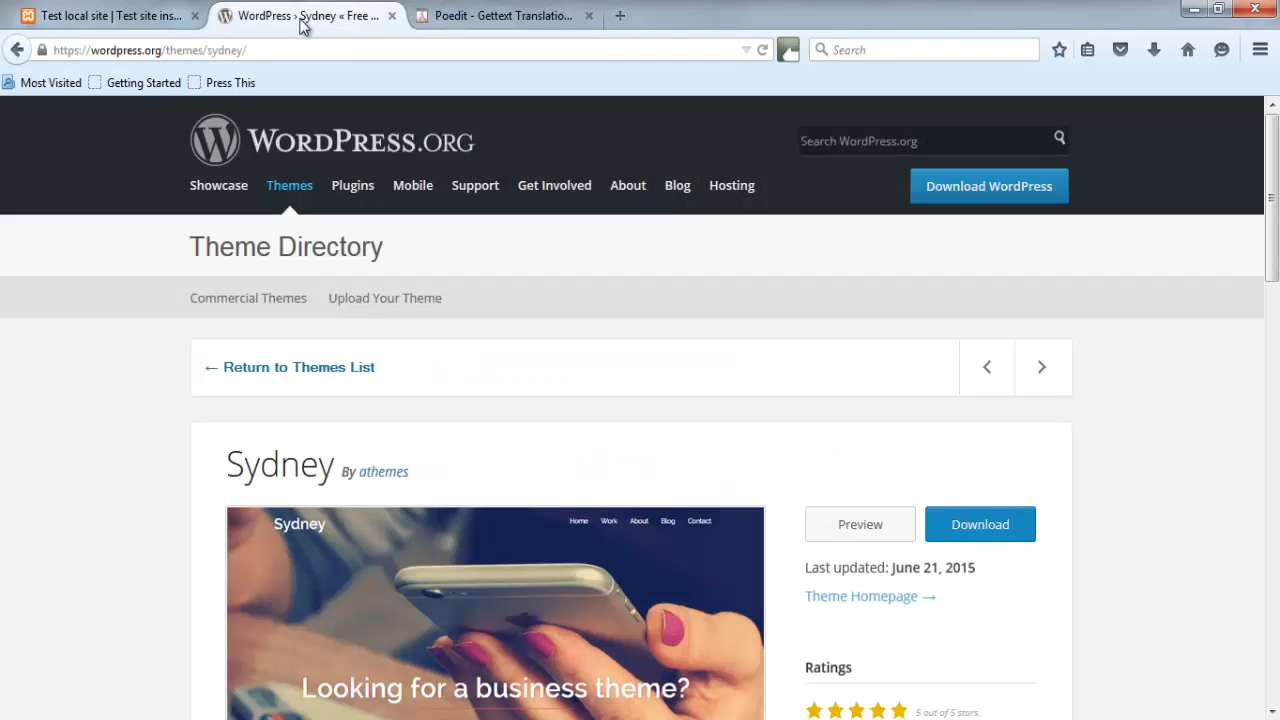 Test local site | Test site ins...
WordPress › Sydney « Free ...
Poedit - Gettext Translatio...
https://wordpress.org/themes/sydney/
Search
Most Visited
Getting Started
Press This
WORDPRESS.ORG
Search WordPress.org
Showcase
Themes
Plugins
Mobile
Support
Get Involved
About
Blog
Hosting
Download WordPress
Theme Directory
Commercial Themes
Upload Your Theme
← Return to Themes List
Sydney By athemes
Sydney
Home Work About Blog Contact
Looking for a business theme?
Preview
Download
Last updated: June 21, 2015
Theme Homepage →
Ratings
5 out of 5 stars.